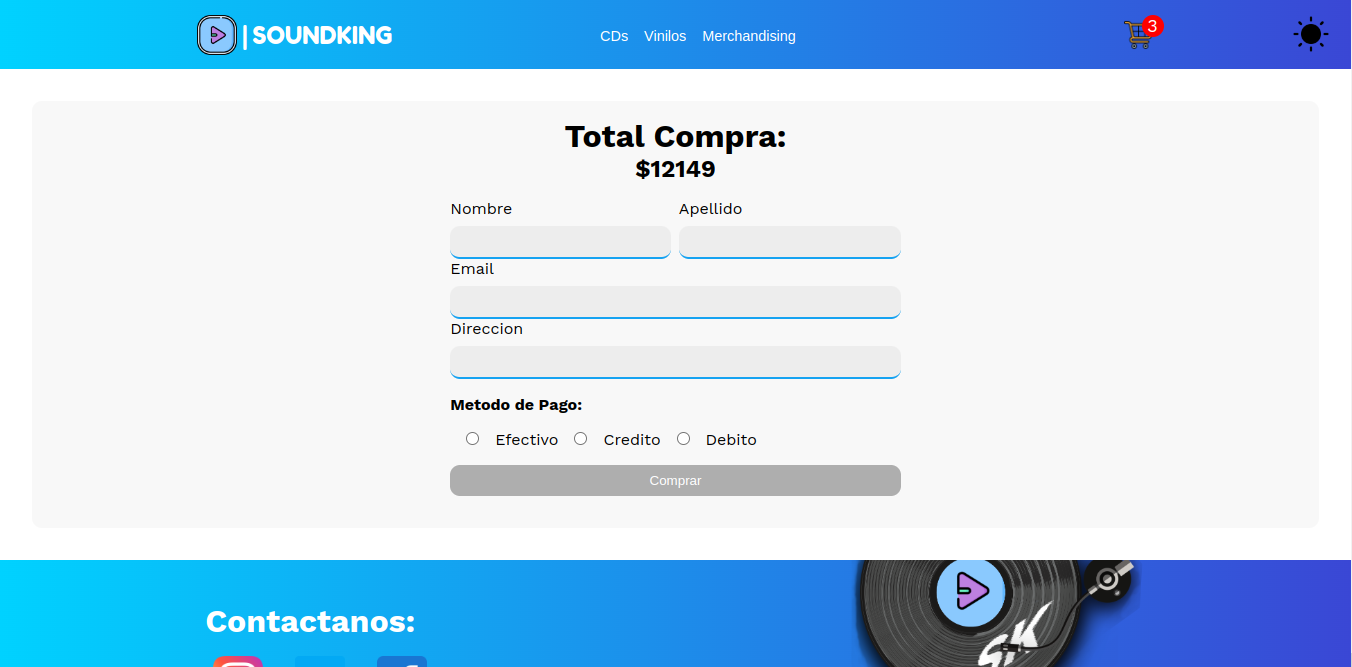 | SOUNDKING
CDs Vinilos Merchandising
3
Total Compra:
$12149
Nombre Apellido
Email
Direccion
Metodo de Pago:
Efectivo Credito Debito
Comprar
Contactanos:
SK